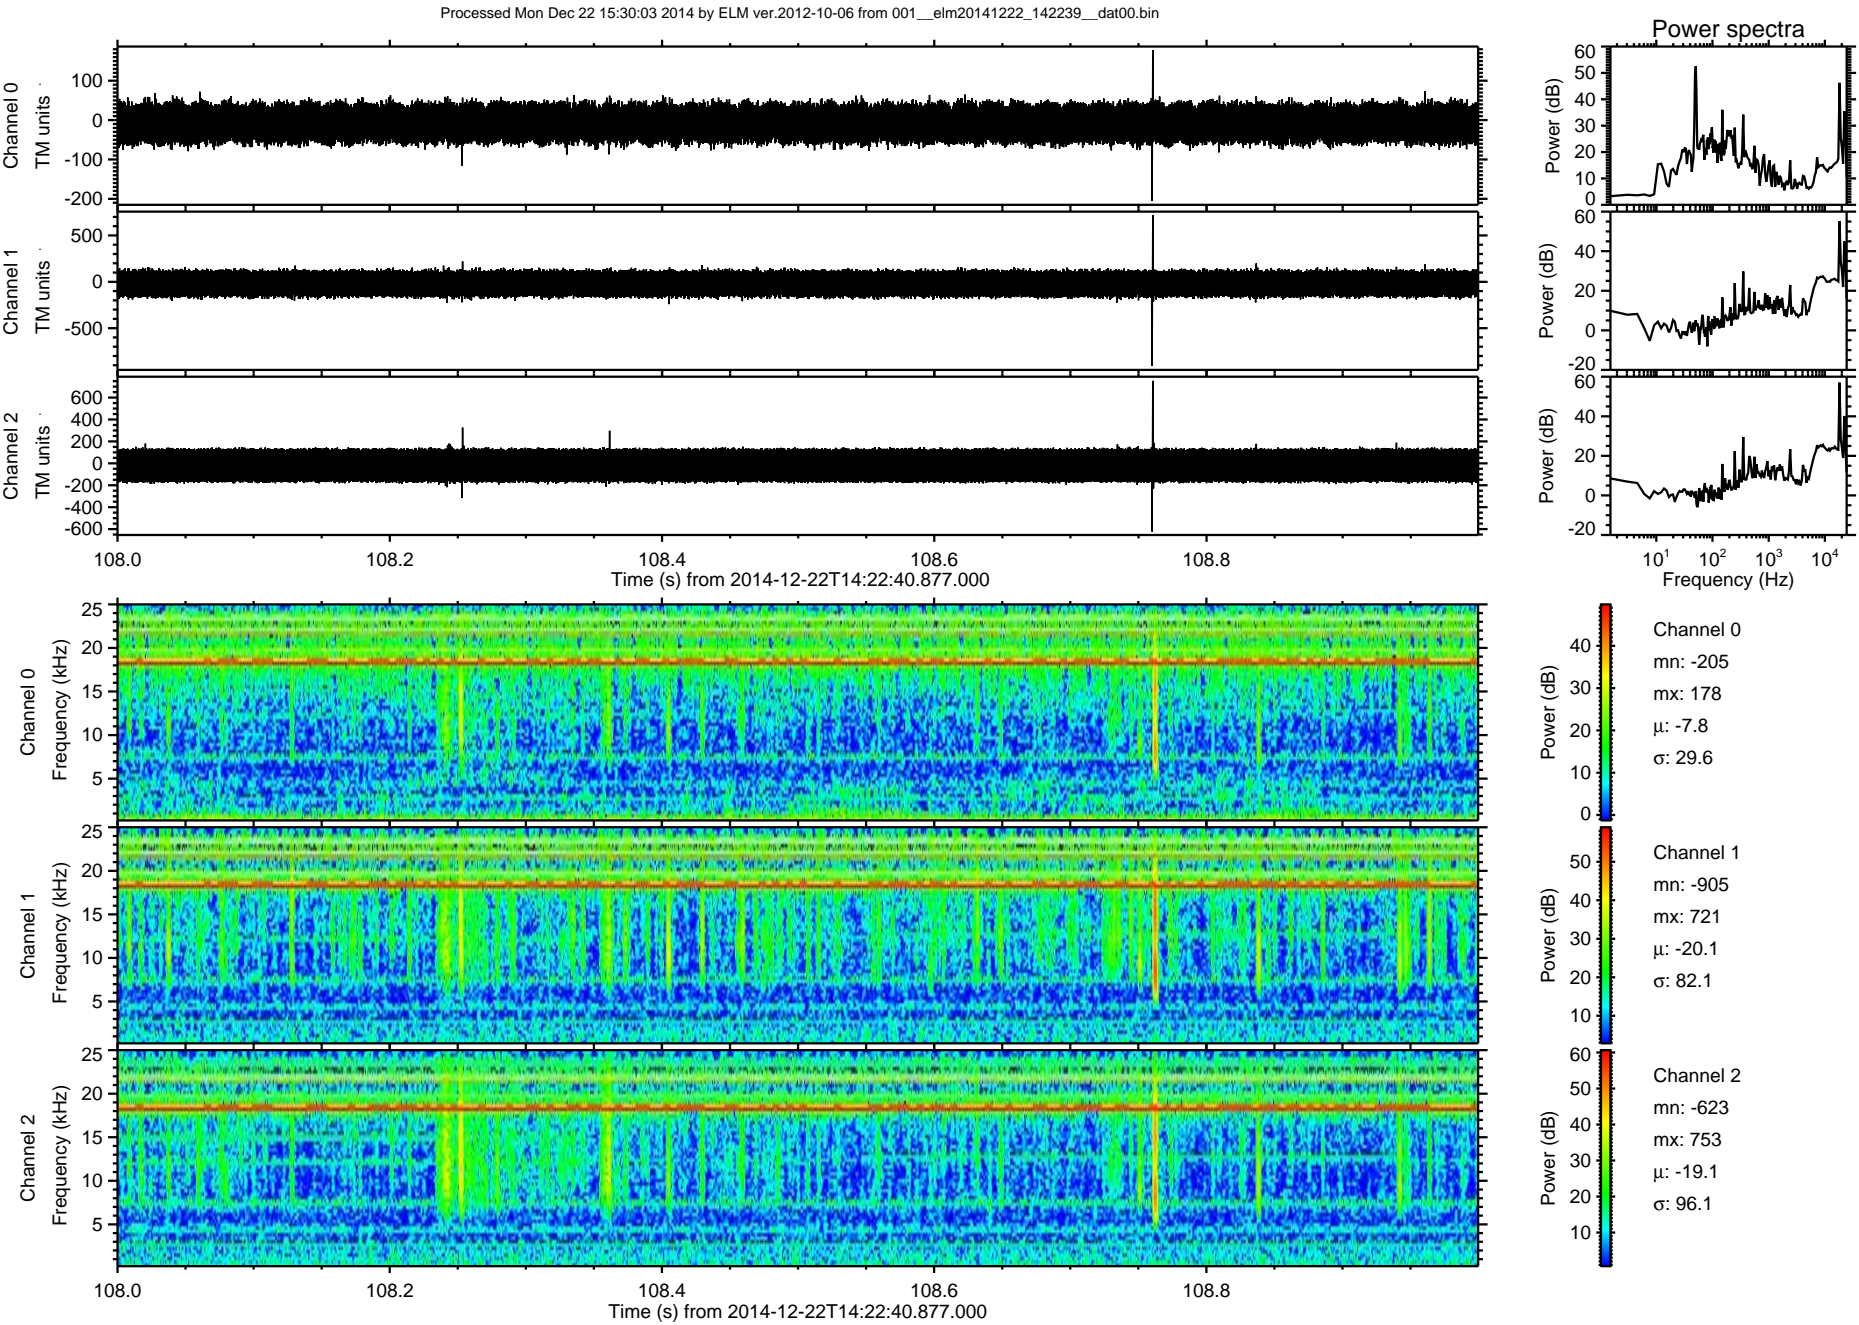 Processed Mon Dec 22 15:30:03 2014 by ELM ver.2012-10-06 from 001__elm20141222_142239__dat00.bin
Power spectra
Channel 0
TM units
100
0
-100
-200
Power (dB)
60
50
40
30
20
10
0
Channel 1
TM units
500
0
-500
Power (dB)
60
40
20
0
-20
Channel 2
TM units
600
400
200
0
-200
-400
-600
Power (dB)
60
40
20
0
-20
108.0 108.2 108.4 108.6 108.8
Time (s) from 2014-12-22T14:22:40.877.000
10¹ 10² 10³ 10⁴
Frequency (Hz)
Channel 0
Frequency (kHz)
25
20
15
10
5
Power (dB)
40
30
20
10
0
Channel 0
mn: -205
mx: 178
μ: -7.8
σ: 29.6
Channel 1
Frequency (kHz)
25
20
15
10
5
Power (dB)
50
40
30
20
10
Channel 1
mn: -905
mx: 721
μ: -20.1
σ: 82.1
Channel 2
Frequency (kHz)
25
20
15
10
5
Power (dB)
60
50
40
30
20
10
Channel 2
mn: -623
mx: 753
μ: -19.1
σ: 96.1
108.0 108.2 108.4 108.6 108.8
Time (s) from 2014-12-22T14:22:40.877.000